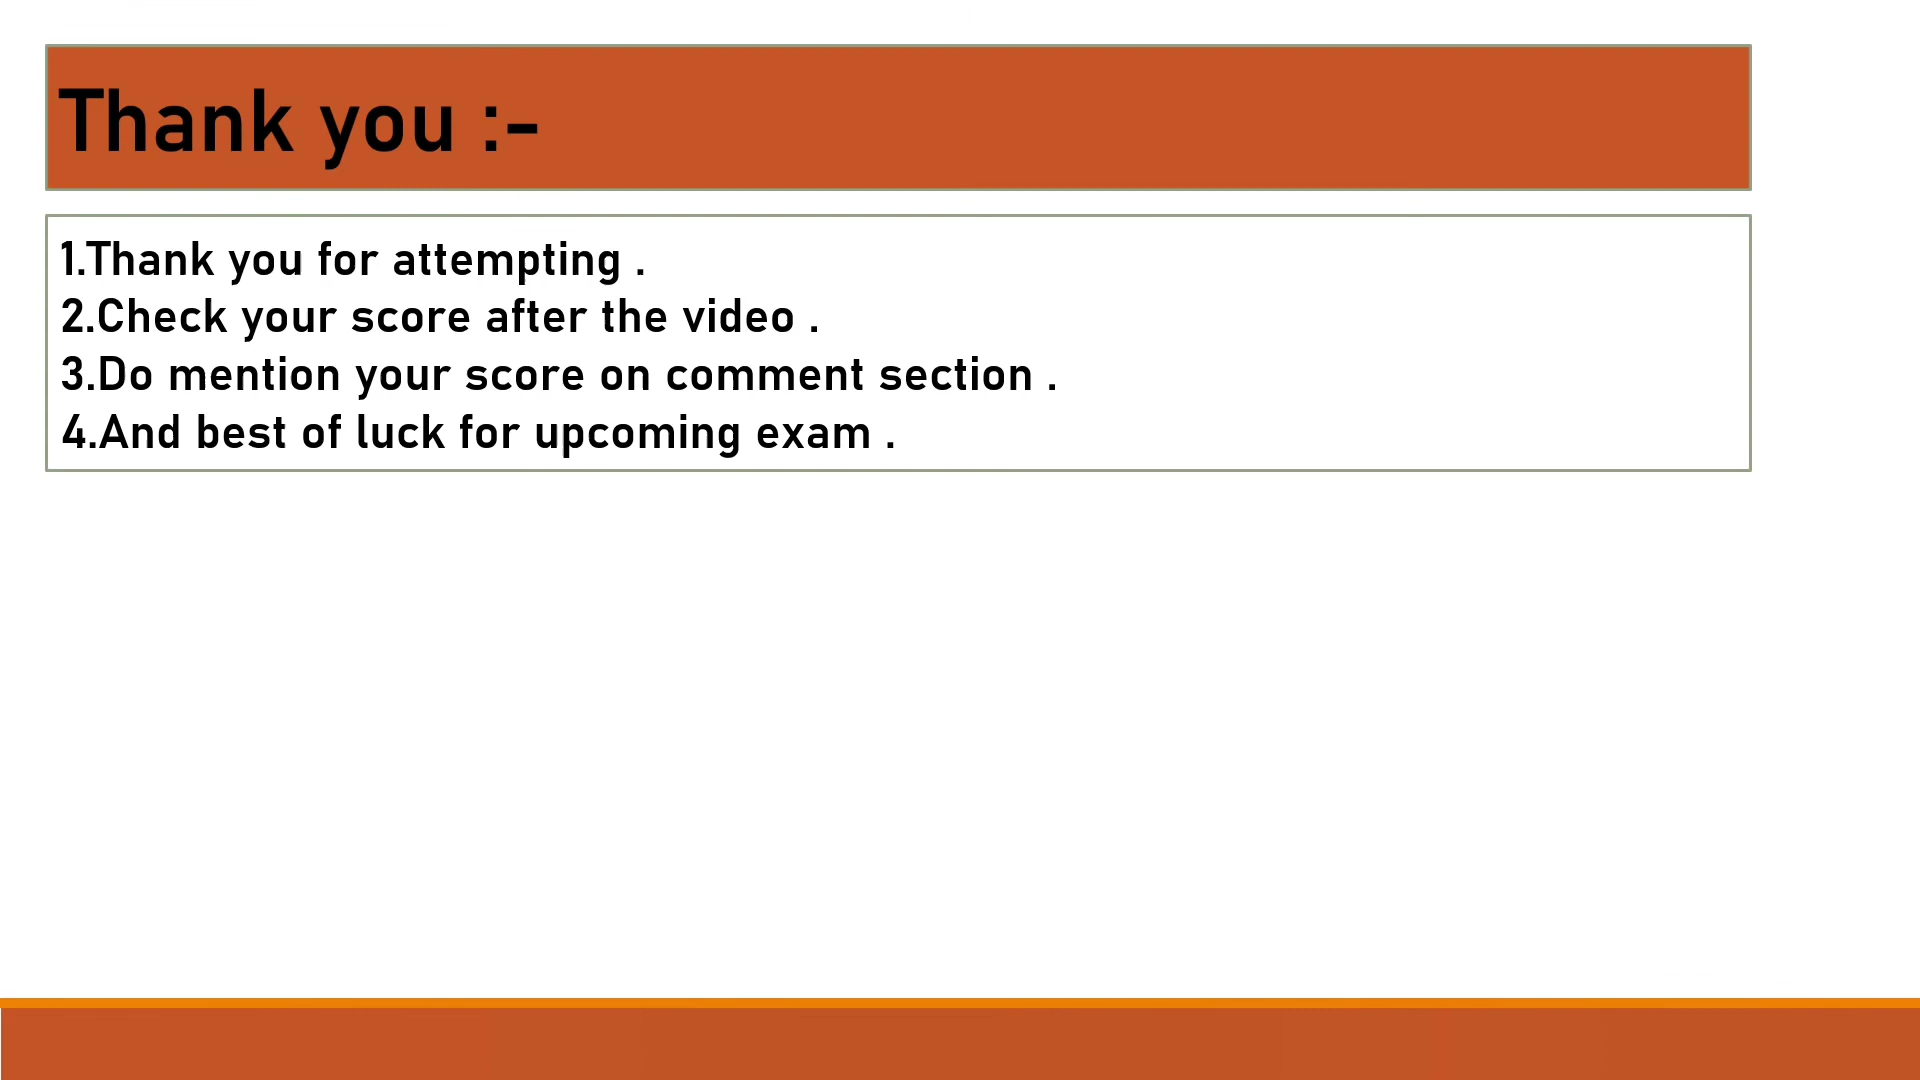 Thank you :-
1.Thank you for attempting .
2.Check your score after the video .
3.Do mention your score on comment section .
4.And best of luck for upcoming exam .